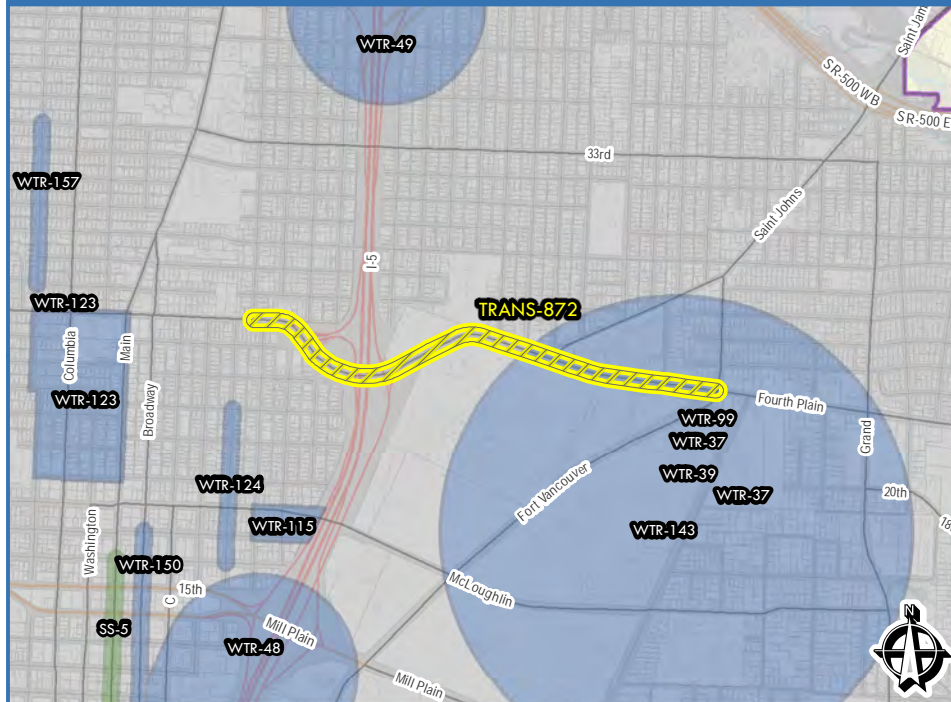 WTR-49
Saint Jam
SR-500 WB
SR-500 E
33rd
WTR-157
Saint Johns
I-5
WTR-123
TRANS-872
Columbia
Main
Broadway
WTR-123
Fourth Plain
WTR-99
WTR-37
Grand
WTR-39
WTR-124
WTR-37
20th
Fort Vancouver
18
WTR-115
WTR-143
Washington
WTR-150
15th
C
McLoughlin
SS-5
Mill Plain
WTR-48
Mill Plain
N